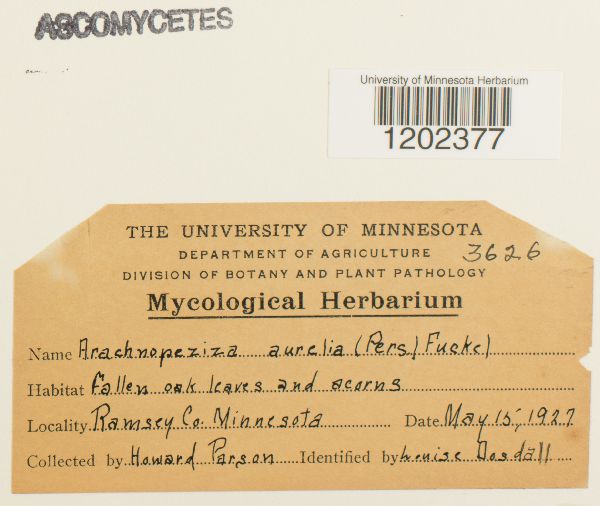 ASCOMYCETES
University of Minnesota Herbarium
1202377
THE UNIVERSITY OF MINNESOTA
DEPARTMENT OF AGRICULTURE 3626
DIVISION OF BOTANY AND PLANT PATHOLOGY
Mycological Herbarium
Name Arachnopeziza aurelia (Pers) Fuckel
Habitat Fallen oak leaves and acorns
Locality Ramsey Co. Minnesota Date May 15, 1927
Collected by Howard Parson Identified by Louise Dosdall